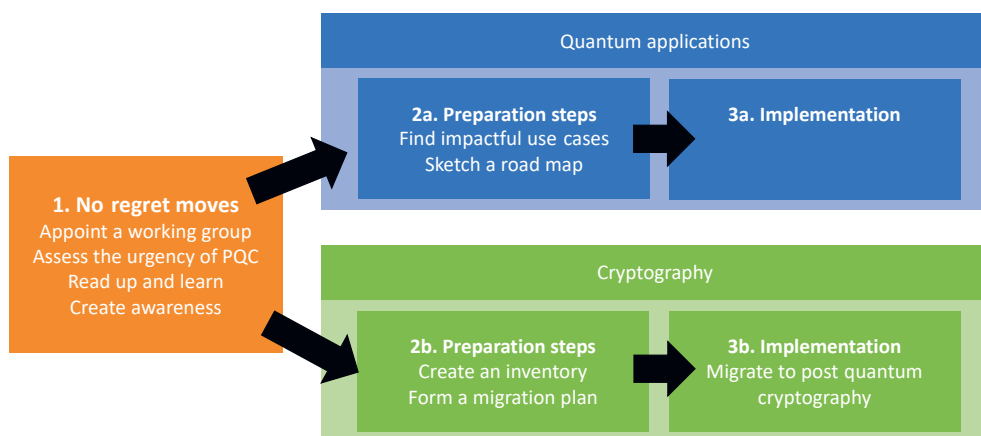 Quantum applications
2a. Preparation steps
Find impactful use cases
Sketch a road map
3a. Implementation
1. No regret moves
Appoint a working group
Assess the urgency of PQC
Read up and learn
Create awareness
Cryptography
2b. Preparation steps
Create an inventory
Form a migration plan
3b. Implementation
Migrate to post quantum
cryptography